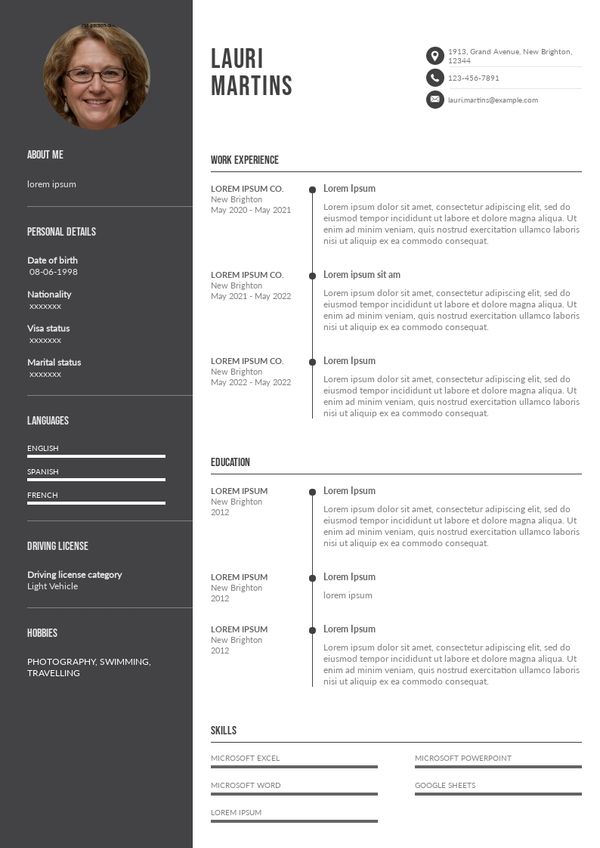 ABOUT ME
lorem ipsum
PERSONAL DETAILS
Date of birth
08-06-1998
Nationality
xxxxxxx
Visa status
xxxxxxx
Marital status
xxxxxxx
LANGUAGES
ENGLISH
SPANISH
FRENCH
DRIVING LICENSE
Driving license category
Light Vehicle
HOBBIES
PHOTOGRAPHY, SWIMMING,
TRAVELLING
LAURI
MARTINS
1913, Grand Avenue, New Brighton,
12344
123-456-7891
lauri.martins@example.com
WORK EXPERIENCE
LOREM IPSUM CO.
New Brighton
May 2020 - May 2021
Lorem Ipsum
Lorem ipsum dolor sit amet, consectetur adipiscing elit, sed do
eiusmod tempor incididunt ut labore et dolore magna aliqua. Ut
enim ad minim veniam, quis nostrud exercitation ullamco laboris
nisi ut aliquip ex ea commodo consequat.
LOREM IPSUM CO.
New Brighton
May 2021 - May 2022
Lorem ipsum sit am
Lorem ipsum dolor sit amet, consectetur adipiscing elit, sed do
eiusmod tempor incididunt ut labore et dolore magna aliqua. Ut
enim ad minim veniam, quis nostrud exercitation ullamco laboris
nisi ut aliquip ex ea commodo consequat.
LOREM IPSUM CO.
New Brighton
May 2022 - May 2022
Lorem Ipsum
Lorem ipsum dolor sit amet, consectetur adipiscing elit, sed do
eiusmod tempor incididunt ut labore et dolore magna aliqua. Ut
enim ad minim veniam, quis nostrud exercitation ullamco laboris
nisi ut aliquip ex ea commodo consequat.
EDUCATION
LOREM IPSUM
New Brighton
2012
Lorem Ipsum
Lorem ipsum dolor sit amet, consectetur adipiscing elit, sed do
eiusmod tempor incididunt ut labore et dolore magna aliqua. Ut
enim ad minim veniam, quis nostrud exercitation ullamco laboris
nisi ut aliquip ex ea commodo consequat.
LOREM IPSUM
New Brighton
2012
Lorem Ipsum
lorem ipsum
LOREM IPSUM
New Brighton
2012
Lorem Ipsum
Lorem ipsum dolor sit amet, consectetur adipiscing elit, sed do
eiusmod tempor incididunt ut labore et dolore magna aliqua. Ut
enim ad minim veniam, quis nostrud exercitation ullamco laboris
nisi ut aliquip ex ea commodo consequat.
SKILLS
MICROSOFT EXCEL
MICROSOFT POWERPOINT
MICROSOFT WORD
GOOGLE SHEETS
LOREM IPSUM